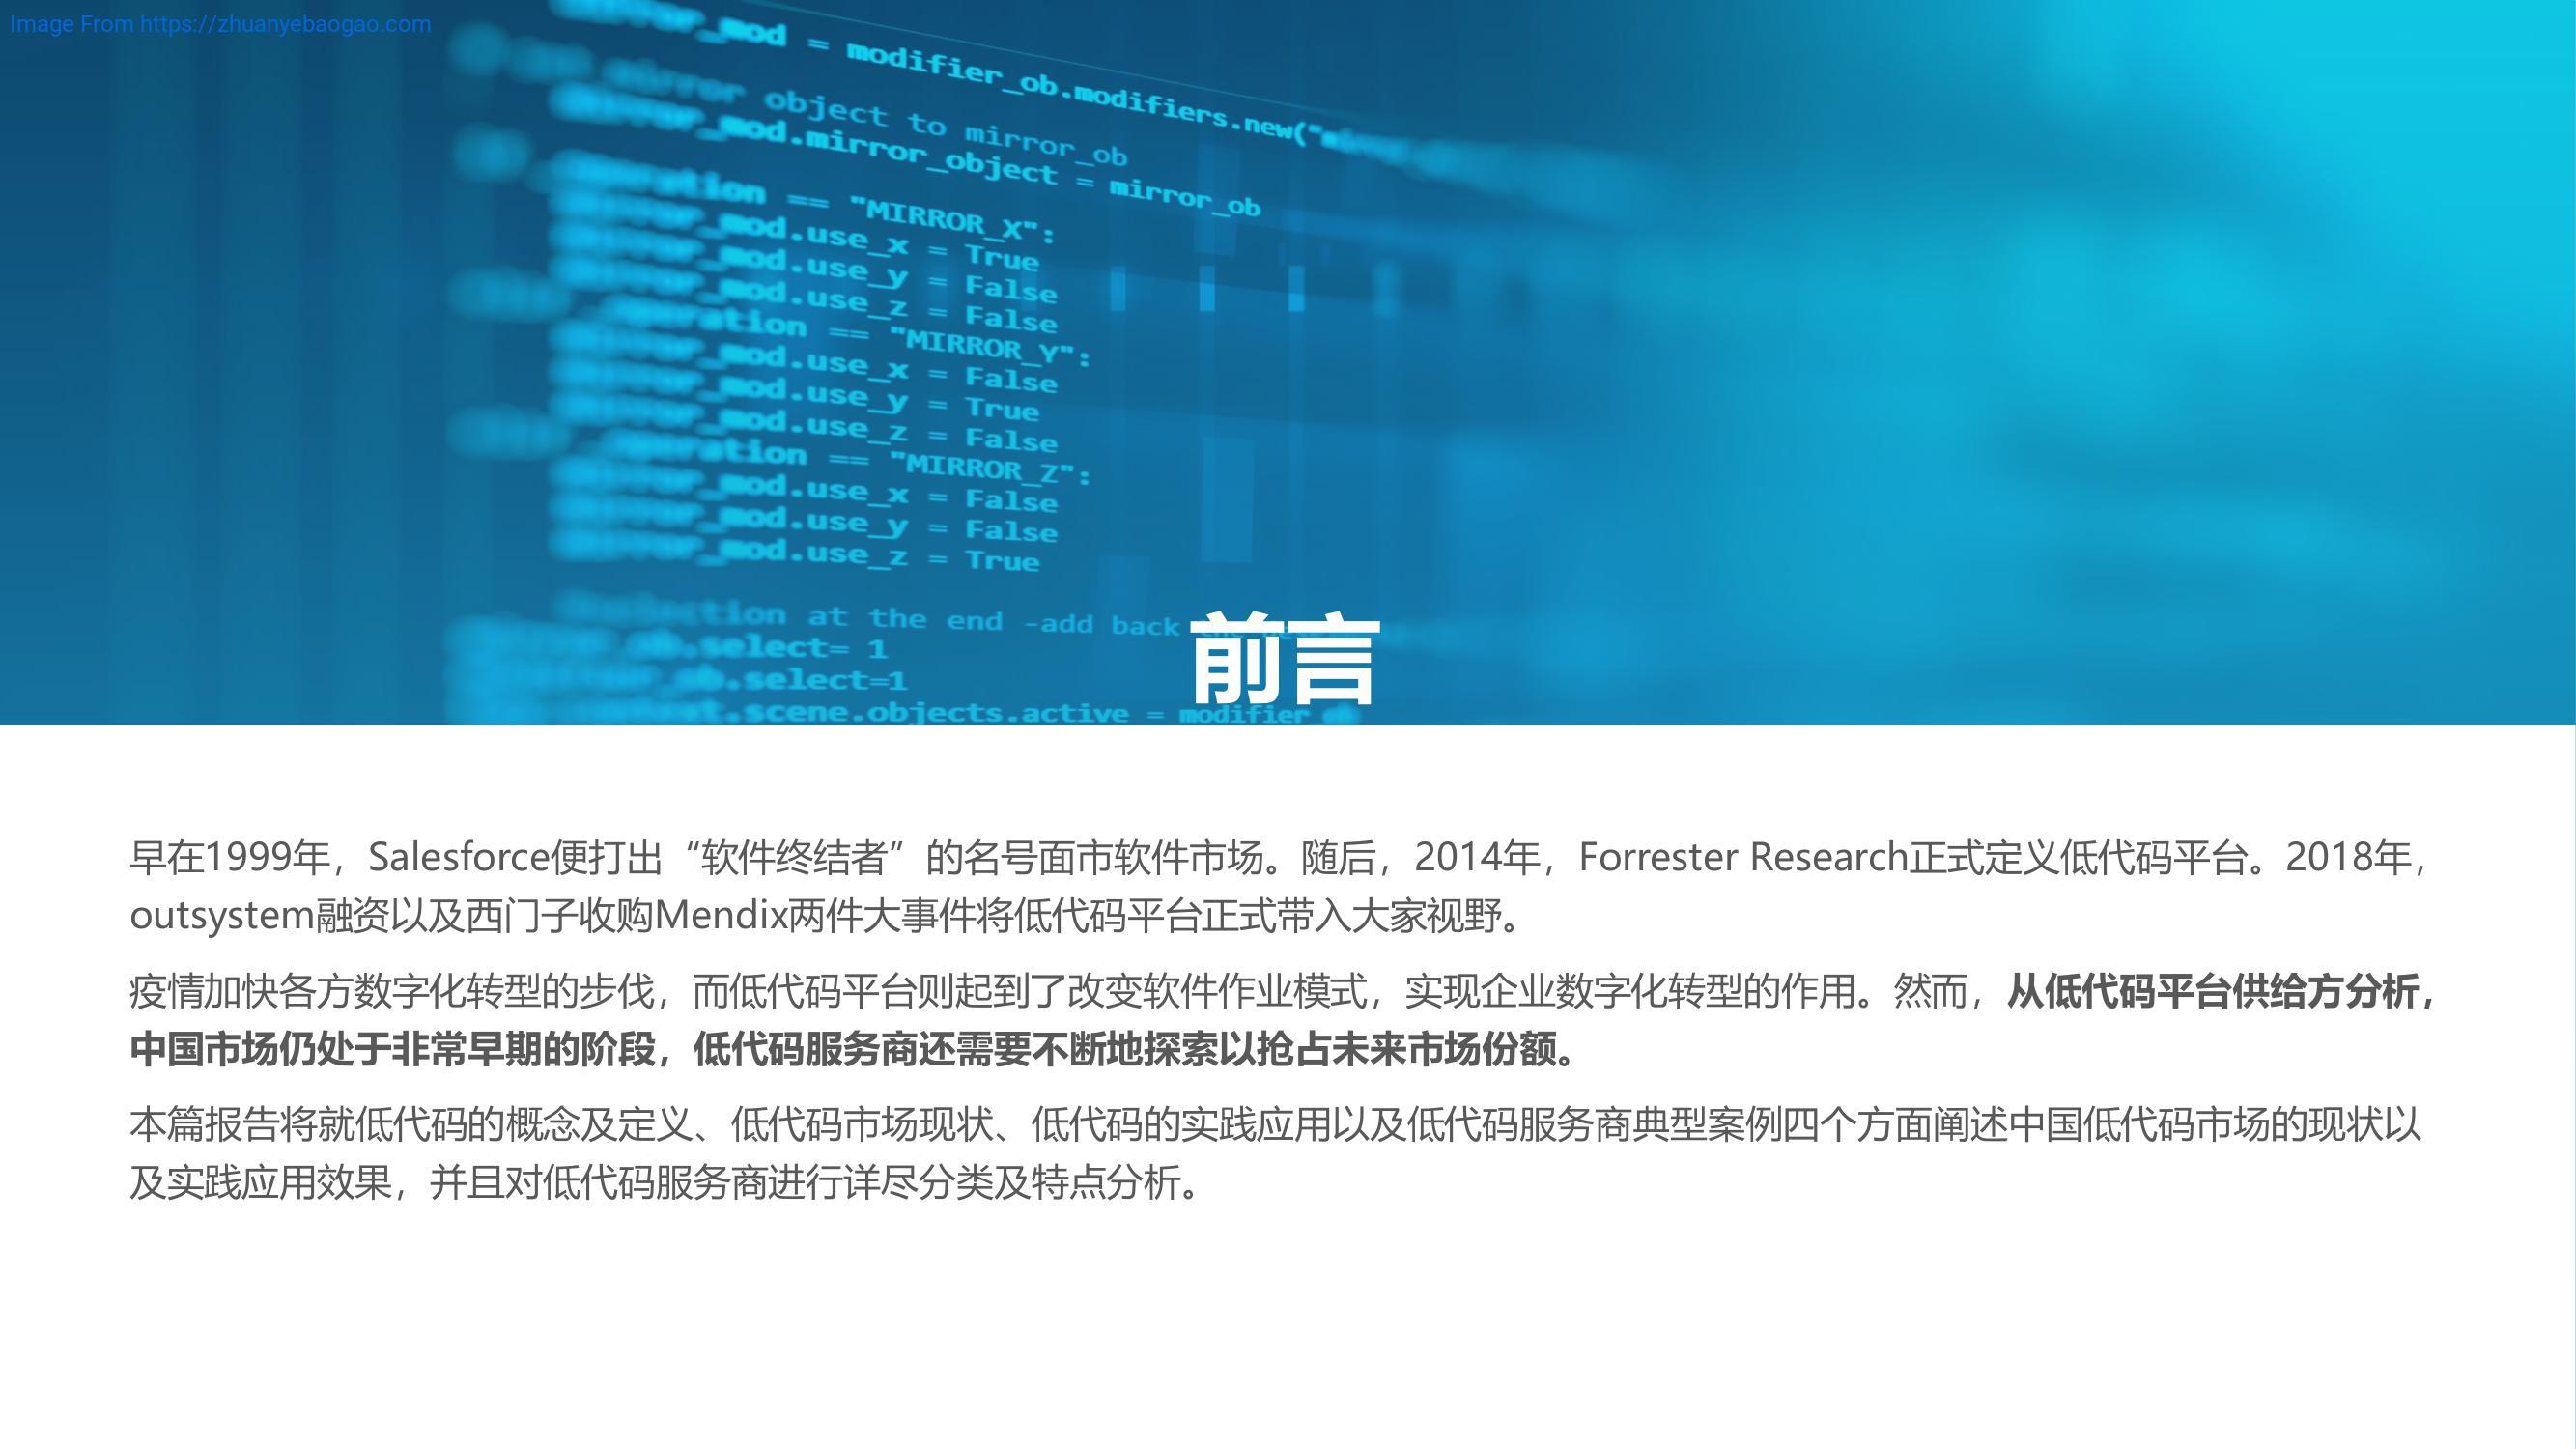 Image From https://zhuanyebaogao.com
_mod = modifier_ob.modifiers.new("
object to mirror_ob
_mod.mirror_object = mirror_ob
== "MIRROR_X":
_mod.use_x = True
_mod.use_y = False
_mod.use_z = False
== "MIRROR_Y":
_mod.use_x = False
_mod.use_y = True
_mod.use_z = False
== "MIRROR_Z":
_mod.use_x = False
_mod.use_y = False
_mod.use_z = True
at the end -add back
.select= 1
.select=1
.scene.objects.active = modifier
前言
早在1999年，Salesforce便打出“软件终结者”的名号面市软件市场。随后，2014年，Forrester Research正式定义低代码平台。2018年，
outsystem融资以及西门子收购Mendix两件大事件将低代码平台正式带入大家视野。
疫情加快各方数字化转型的步伐，而低代码平台则起到了改变软件作业模式，实现企业数字化转型的作用。然而，从低代码平台供给方分析，
中国市场仍处于非常早期的阶段，低代码服务商还需要不断地探索以抢占未来市场份额。
本篇报告将就低代码的概念及定义、低代码市场现状、低代码的实践应用以及低代码服务商典型案例四个方面阐述中国低代码市场的现状以
及实践应用效果，并且对低代码服务商进行详尽分类及特点分析。